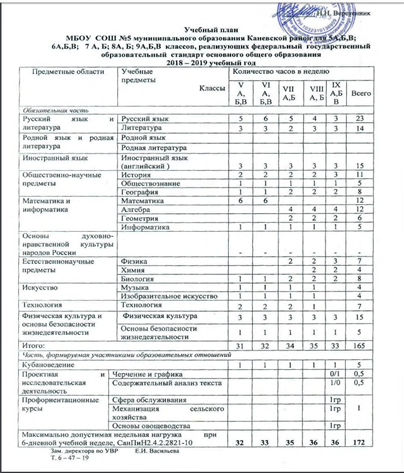 Н.Н. Верстенник
Учебный план
МБОУ СОШ №5 муниципального образования Каневской район для 5А,Б,В;
6А,Б,В; 7 А, Б; 8А, Б; 9А,Б,В классов, реализующих федеральный государственный
образовательный стандарт основного общего образования
2018 – 2019 учебный год
Предметные области Учебные предметы Классы Количество часов в неделю
V А, Б,В VI А, Б,В VII А,Б VIII А,Б IX А,Б,В Всего
Обязательная часть
Русский язык и литература Русский язык 5 6 5 4 3 23
Литература 3 3 2 3 3 14
Родной язык и родная литература Родной язык
Родная литература
Иностранный язык Иностранный язык (английский ) 3 3 3 3 3 15
Общественно-научные предметы История 2 2 2 2 3 11
Обществознание 1 1 1 1 1 5
География 1 1 2 2 2 8
Математика и информатика Математика 6 6 12
Алгебра 4 4 4 12
Геометрия 2 2 2 6
Информатика 1 1 1 1 1 5
Основы духовно-нравственной культуры народов России - - - - - -
Естественнонаучные предметы Физика 2 2 3 7
Химия 2 2 4
Биология 1 1 2 2 2 8
Искусство Музыка 1 1 1 1 4
Изобразительное искусство 1 1 1 1 4
Технология Технология 2 2 2 1 7
Физическая культура и основы безопасности жизнедеятельности Физическая культура 3 3 3 3 3 15
Основы безопасности жизнедеятельности 1 1 1 1 1 5
Итого: 31 32 34 35 33 165
Часть, формируемая участниками образовательных отношений
Кубановедение 1 1 1 1 1 5
Проектная и исследовательская деятельность Черчение и графика 0/1 0,5
Содержательный анализ текста 1/0 0,5
Профориентационные курсы Сфера обслуживания 1гр
Механизация сельского хозяйства 1гр 1
Основы овощеводства 1гр
Максимально допустимая недельная нагрузка при
6-дневной учебной неделе, СанПиН2.4.2.2821-10 32 33 35 36 36 172
Зам. директора по УВР Е.И. Васильева
Т. 6 – 47 – 19